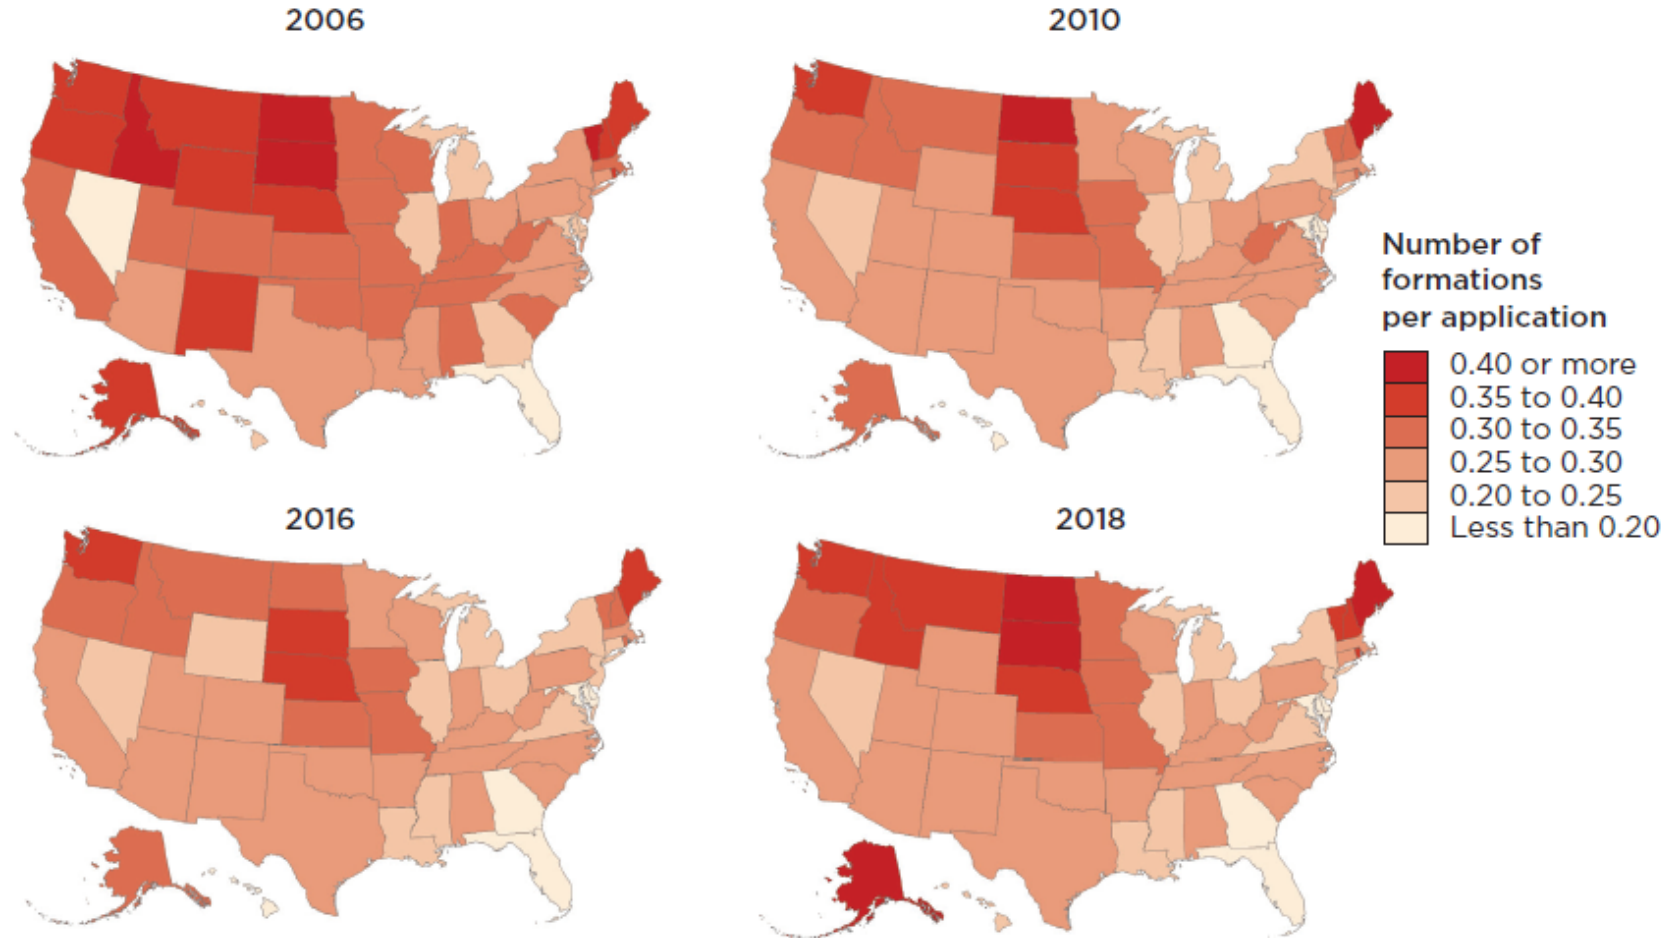 2006
2010
Number of
formations
per application
0.40 or more
0.35 to 0.40
0.30 to 0.35
0.25 to 0.30
0.20 to 0.25
Less than 0.20
2016
2018